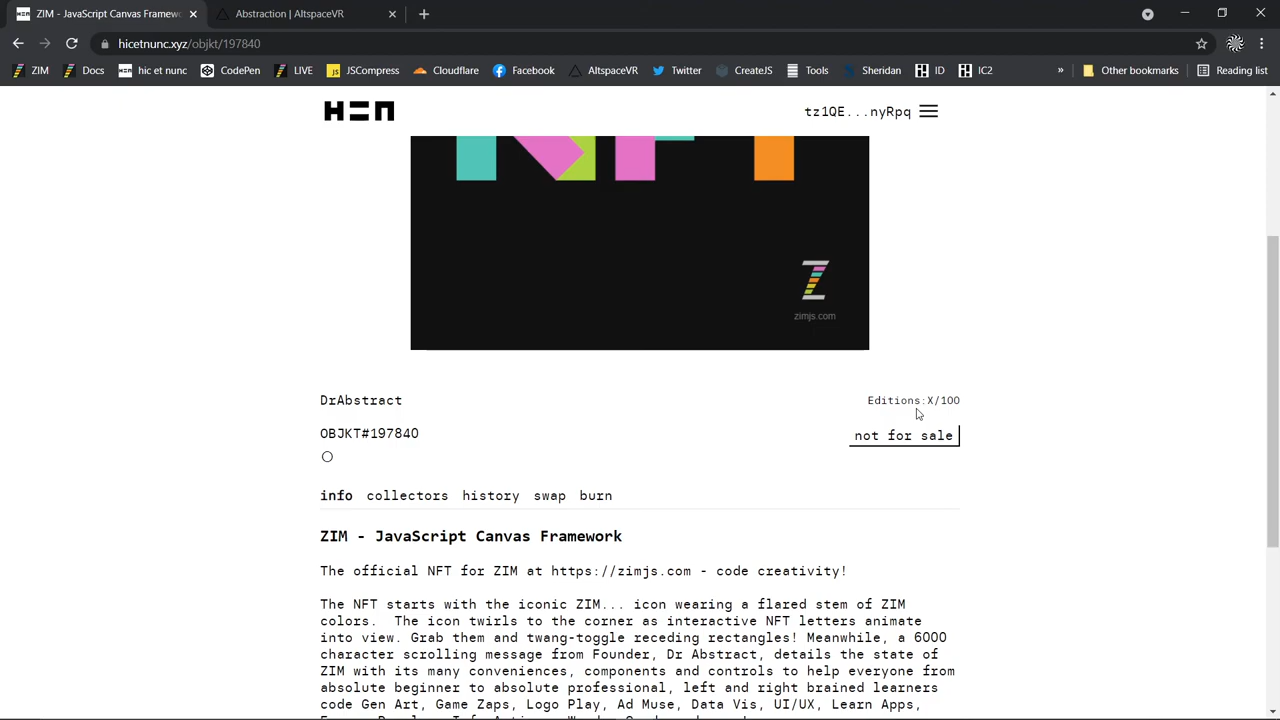 ZIM - JavaScript Canvas Framewo
Abstraction | AltspaceVR
hicetnunc.xyz/objkt/197840
ZIM
Docs
hic et nunc
CodePen
LIVE
JSCompress
Cloudflare
Facebook
AltspaceVR
Twitter
CreateJS
Tools
Sheridan
ID
IC2
»
Other bookmarks
Reading list
tz1QE...nyRpq
NFT
zimjs.com
DrAbstract
Editions:X/100
OBJKT#197840
not for sale
info collectors history swap burn
ZIM - JavaScript Canvas Framework
The official NFT for ZIM at https://zimjs.com - code creativity!
The NFT starts with the iconic ZIM... icon wearing a flared stem of ZIM
colors. The icon twirls to the corner as interactive NFT letters animate
into view. Grab them and twang-toggle receding rectangles! Meanwhile, a 6000
character scrolling message from Founder, Dr Abstract, details the state of
ZIM with its many conveniences, components and controls to help everyone from
absolute beginner to absolute professional, left and right brained learners
code Gen Art, Game Zaps, Logo Play, Ad Muse, Data Vis, UI/UX, Learn Apps,